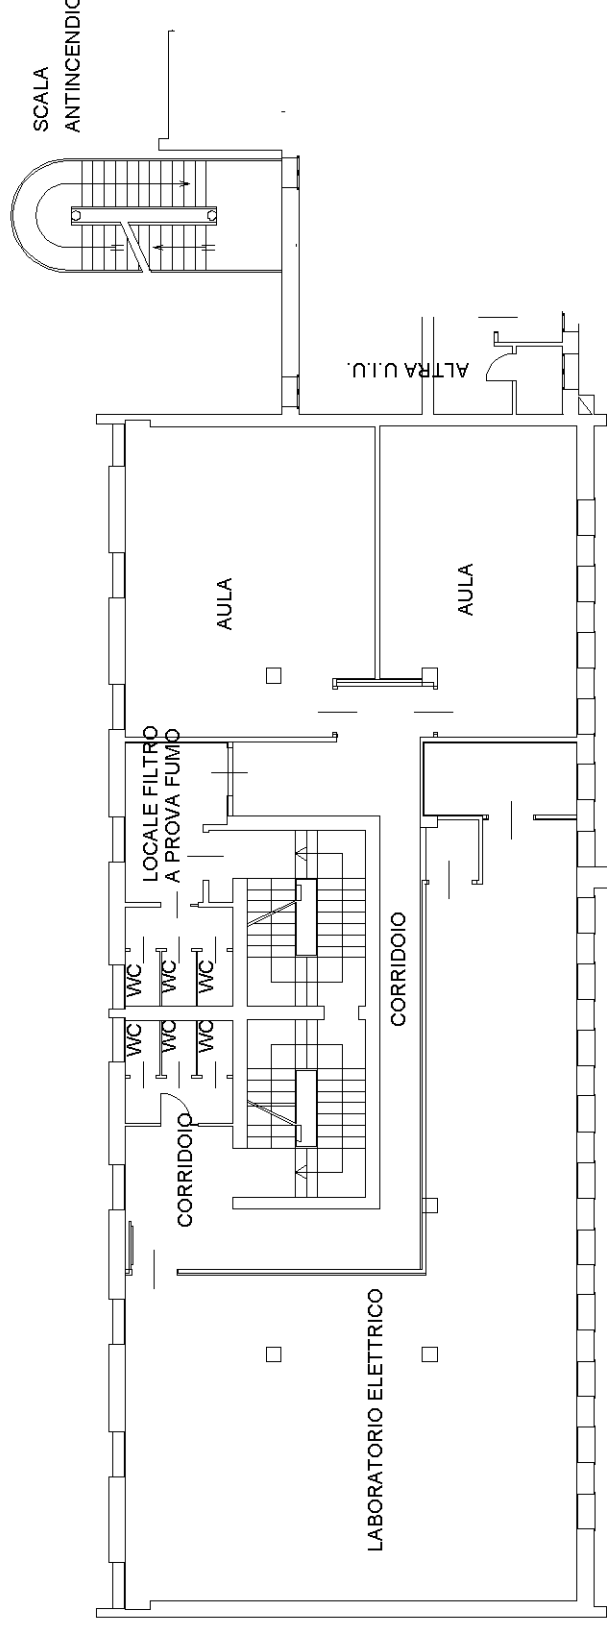 SCALA
ANTINCENDIO
ALTRA U.I.U.
AULA
AULA
LOCALE FILTRO
A PROVA FUMO
WC
WC
WC
WC
WC
WC
CORRIDOIO
CORRIDOIO
LABORATORIO ELETTRICO